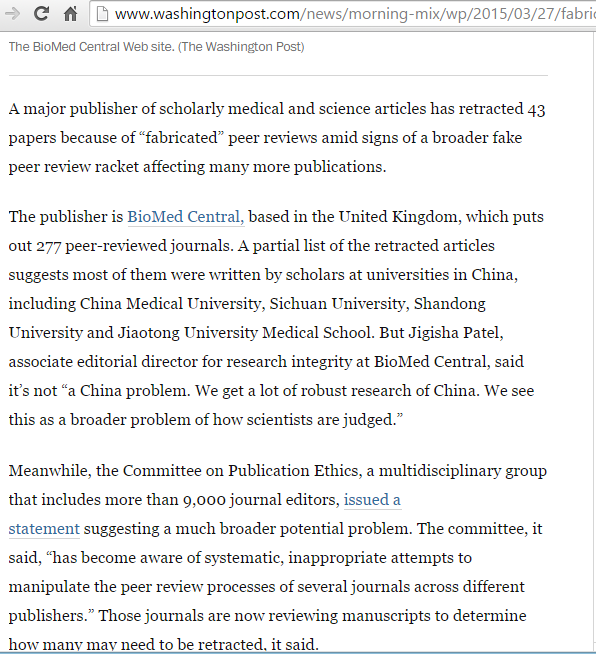 www.washingtonpost.com/news/morning-mix/wp/2015/03/27/fabric
The BioMed Central Web site. (The Washington Post)
A major publisher of scholarly medical and science articles has retracted 43
papers because of “fabricated” peer reviews amid signs of a broader fake
peer review racket affecting many more publications.
The publisher is BioMed Central, based in the United Kingdom, which puts
out 277 peer-reviewed journals. A partial list of the retracted articles
suggests most of them were written by scholars at universities in China,
including China Medical University, Sichuan University, Shandong
University and Jiaotong University Medical School. But Jigisha Patel,
associate editorial director for research integrity at BioMed Central, said
it’s not “a China problem. We get a lot of robust research of China. We see
this as a broader problem of how scientists are judged.”
Meanwhile, the Committee on Publication Ethics, a multidisciplinary group
that includes more than 9,000 journal editors, issued a
statement suggesting a much broader potential problem. The committee, it
said, “has become aware of systematic, inappropriate attempts to
manipulate the peer review processes of several journals across different
publishers.” Those journals are now reviewing manuscripts to determine
how many may need to be retracted, it said.